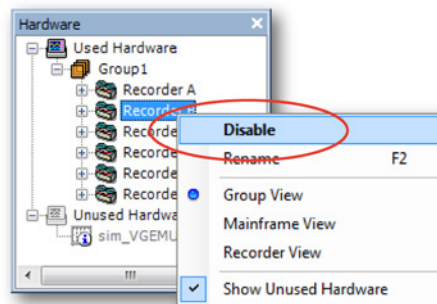 Hardware
Used Hardware
Group1
Recorder A
Recorder
Disable
Recorde
Rename F2
Recorde
Recorde
Group View
Unused Hardwa
Mainframe View
sim_VGEMU
Recorder View
Show Unused Hardware